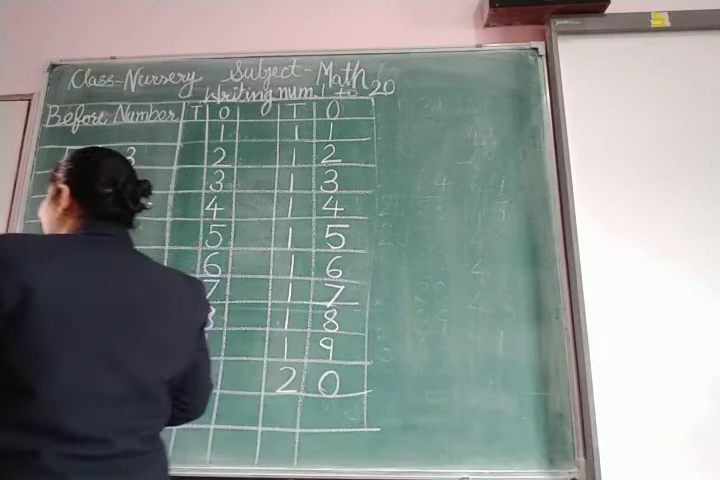 Class-Nursery Subject-Math
Writing num. 1 to 20
Before Number T O T O
1 1 1
3 2 1 2
3 1 3
4 1 4
5 1 5
6 1 6
7 1 7
8 1 8
1 9
2 0